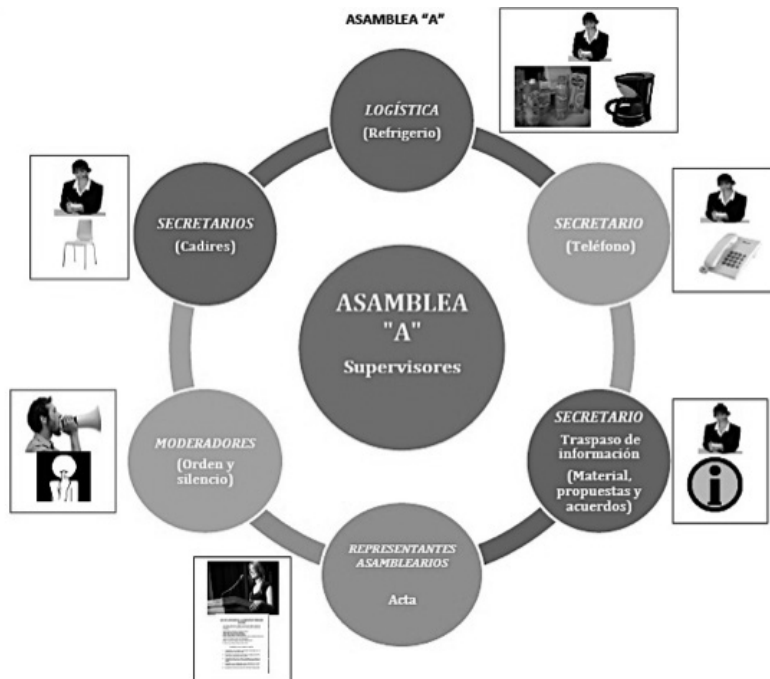 ASAMBLEA "A"
LOGÍSTICA
(Refrigerio)
SECRETARIO
(Teléfono)
SECRETARIO
Traspaso de
información
(Material,
propuestas y
acuerdos)
REPRESENTANTES
ASAMBLEARIOS
Acta
MODERADORES
(Orden y
silencio)
SECRETARIOS
(Cadires)
ASAMBLEA
"A"
Supervisores